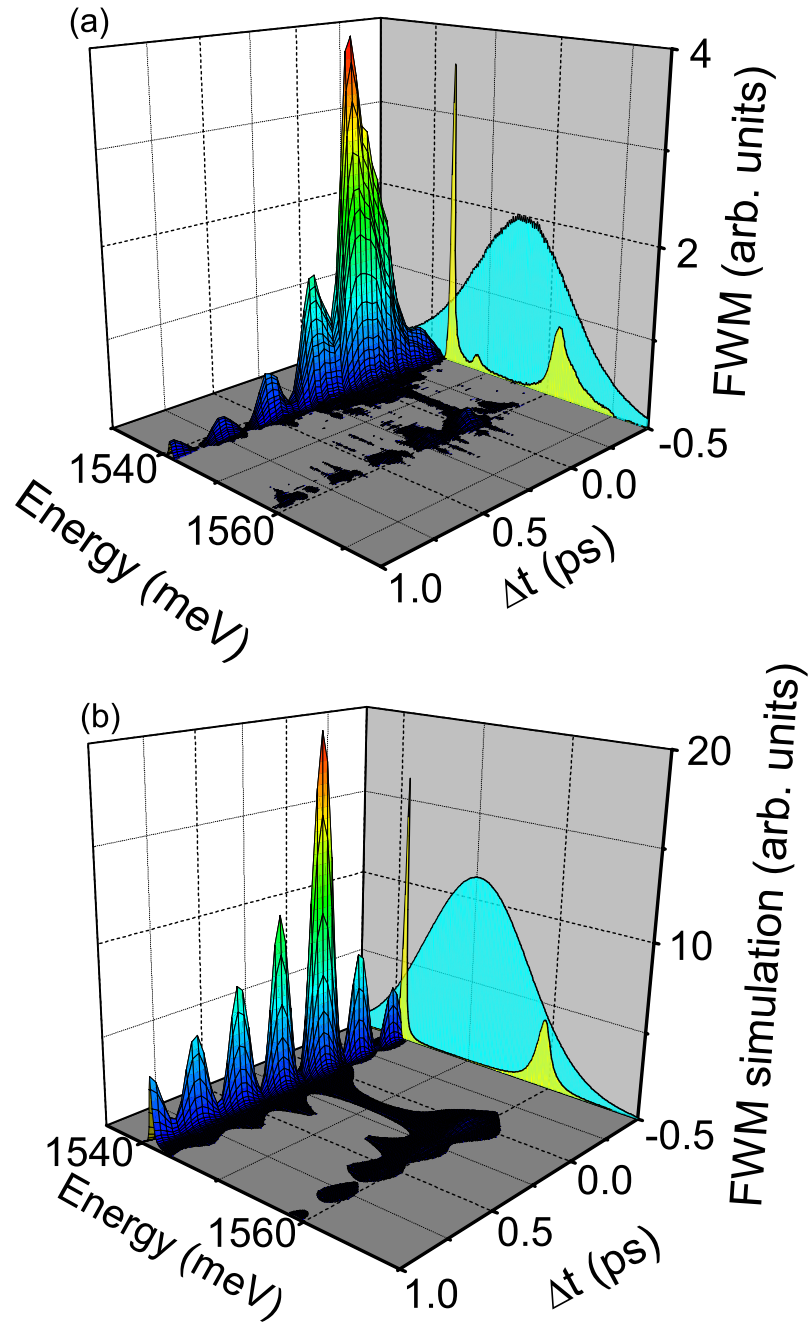 (a)
4
2
FWM (arb. units)
-0.5
0.0
0.5
1.0
Δt (ps)
1540
1560
Energy (meV)
(b)
20
10
FWM simulation (arb. units)
-0.5
0.0
0.5
1.0
Δt (ps)
1540
1560
Energy (meV)